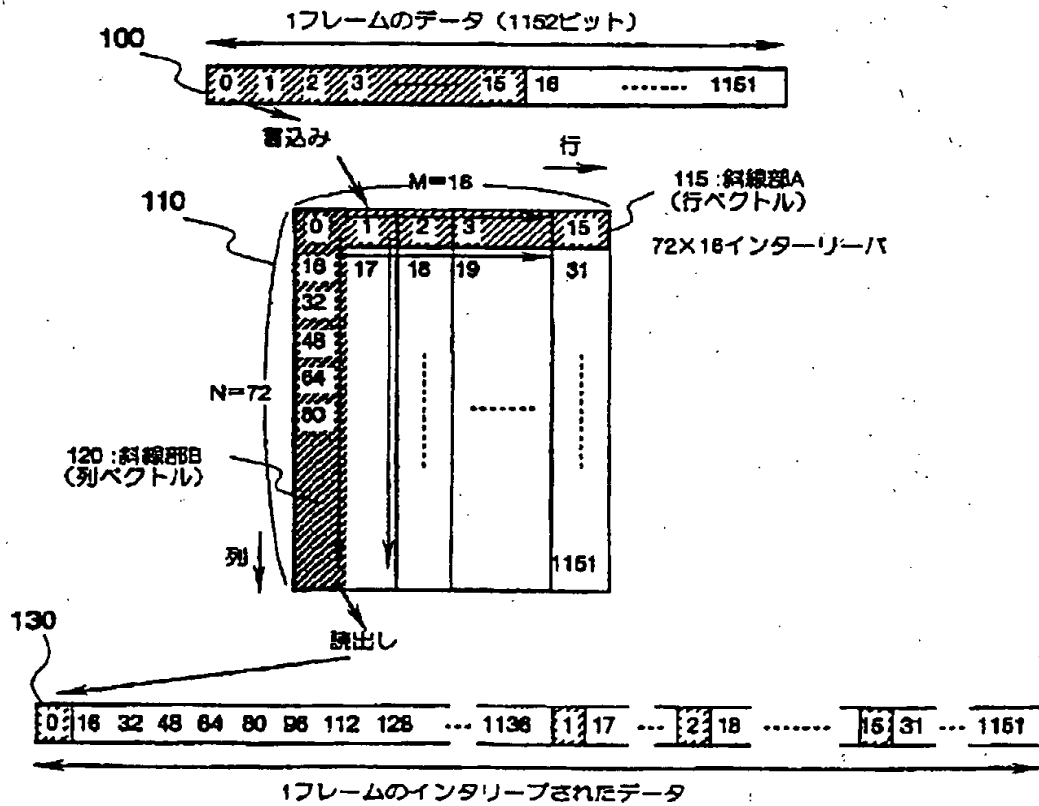 1フレームのデータ（1152ビット）
100
0 1 2 3 15 16 ・・・・・・・ 1151
書込み
行
M=16
115：斜線部A
（行ベクトル）
110
0 1 2 3 15
72×16インターリーバ
16 17 18 19 31
32
48
64
N=72
80
120：斜線部B
（列ベクトル）
列
1151
読出し
130
0 16 32 48 64 80 96 112 128 ・・・ 1136 1 17 ・・・ 2 18 ・・・・・・・ 15 31 ・・・ 1151
1フレームのインタリーブされたデータ